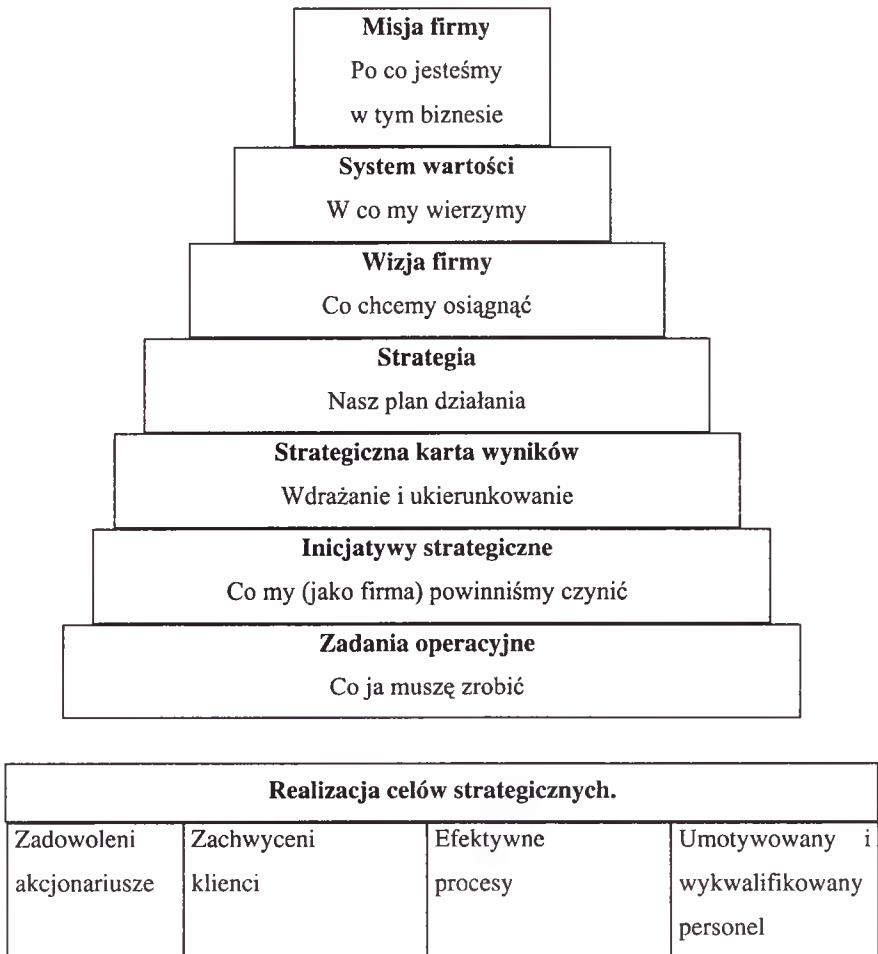 Misja firmy
Po co jesteśmy
w tym biznesie
System wartości
W co my wierzymy
Wizja firmy
Co chcemy osiągnąć
Strategia
Nasz plan działania
Strategiczna karta wyników
Wdrażanie i ukierunkowanie
Inicjatywy strategiczne
Co my (jako firma) powinniśmy czynić
Zadania operacyjne
Co ja muszę zrobić
Realizacja celów strategicznych.
Zadowoleni
akcjonariusze
Zachwyceni
klienci
Efektywne
procesy
Umotywowany i
wykwalifikowany
personel